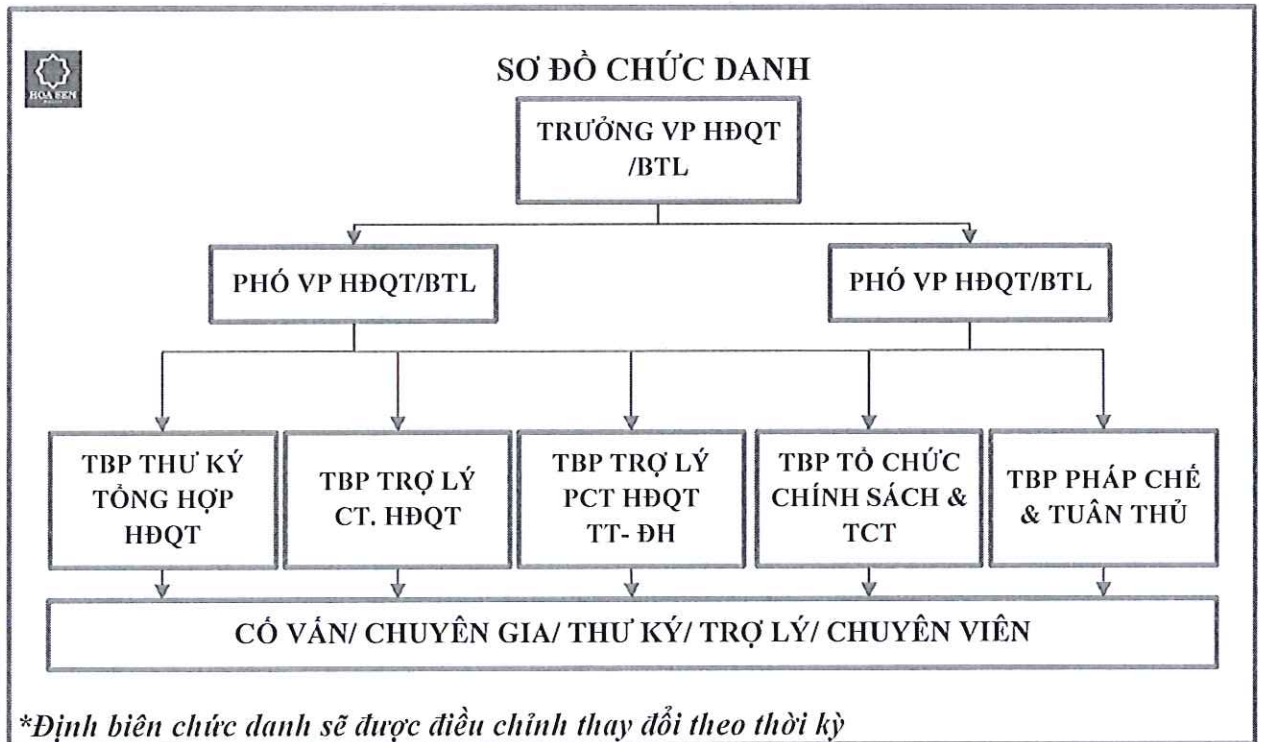 HOA SEN
SƠ ĐỒ CHỨC DANH
TRƯỞNG VP HĐQT
/BTL
PHÓ VP HĐQT/BTL
PHÓ VP HĐQT/BTL
TBP THƯ KÝ
TỔNG HỢP
HĐQT
TBP TRỢ LÝ
CT. HĐQT
TBP TRỢ LÝ
PCT HĐQT
TT- ĐH
TBP TỔ CHỨC
CHÍNH SÁCH &
TCT
TBP PHÁP CHẾ
& TUÂN THỦ
CỐ VẤN/ CHUYÊN GIA/ THƯ KÝ/ TRỢ LÝ/ CHUYÊN VIÊN
*Định biên chức danh sẽ được điều chỉnh thay đổi theo thời kỳ